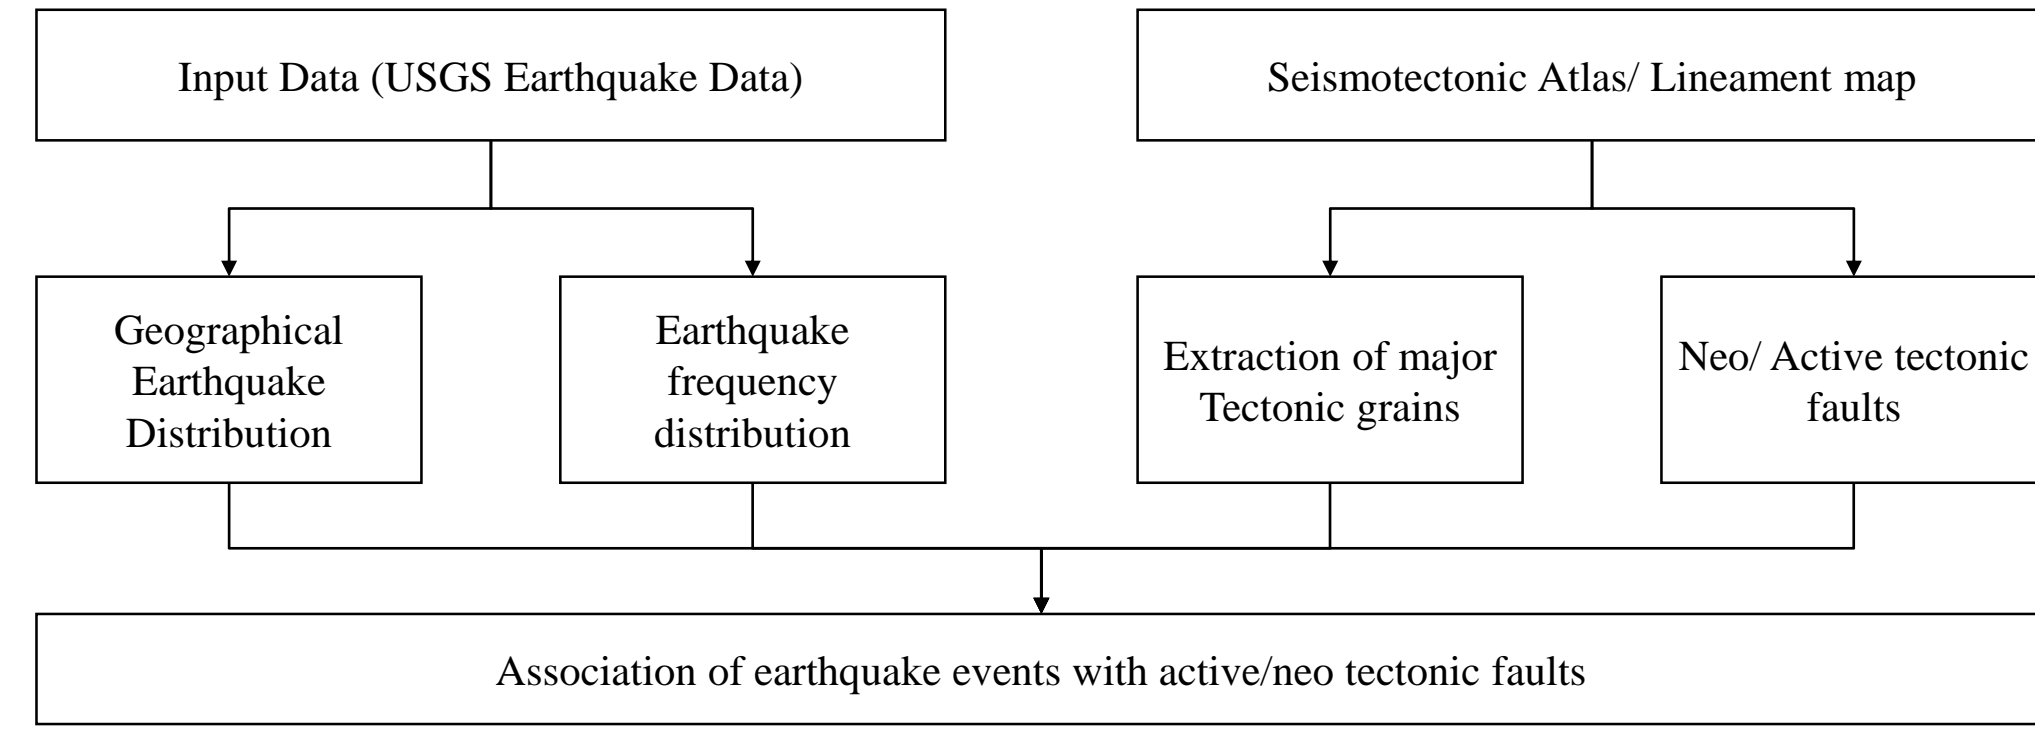 Input Data (USGS Earthquake Data)
Seismotectonic Atlas/ Lineament map
Geographical
Earthquake
Distribution
Earthquake
frequency
distribution
Extraction of major
Tectonic grains
Neo/ Active tectonic
faults
Association of earthquake events with active/neo tectonic faults